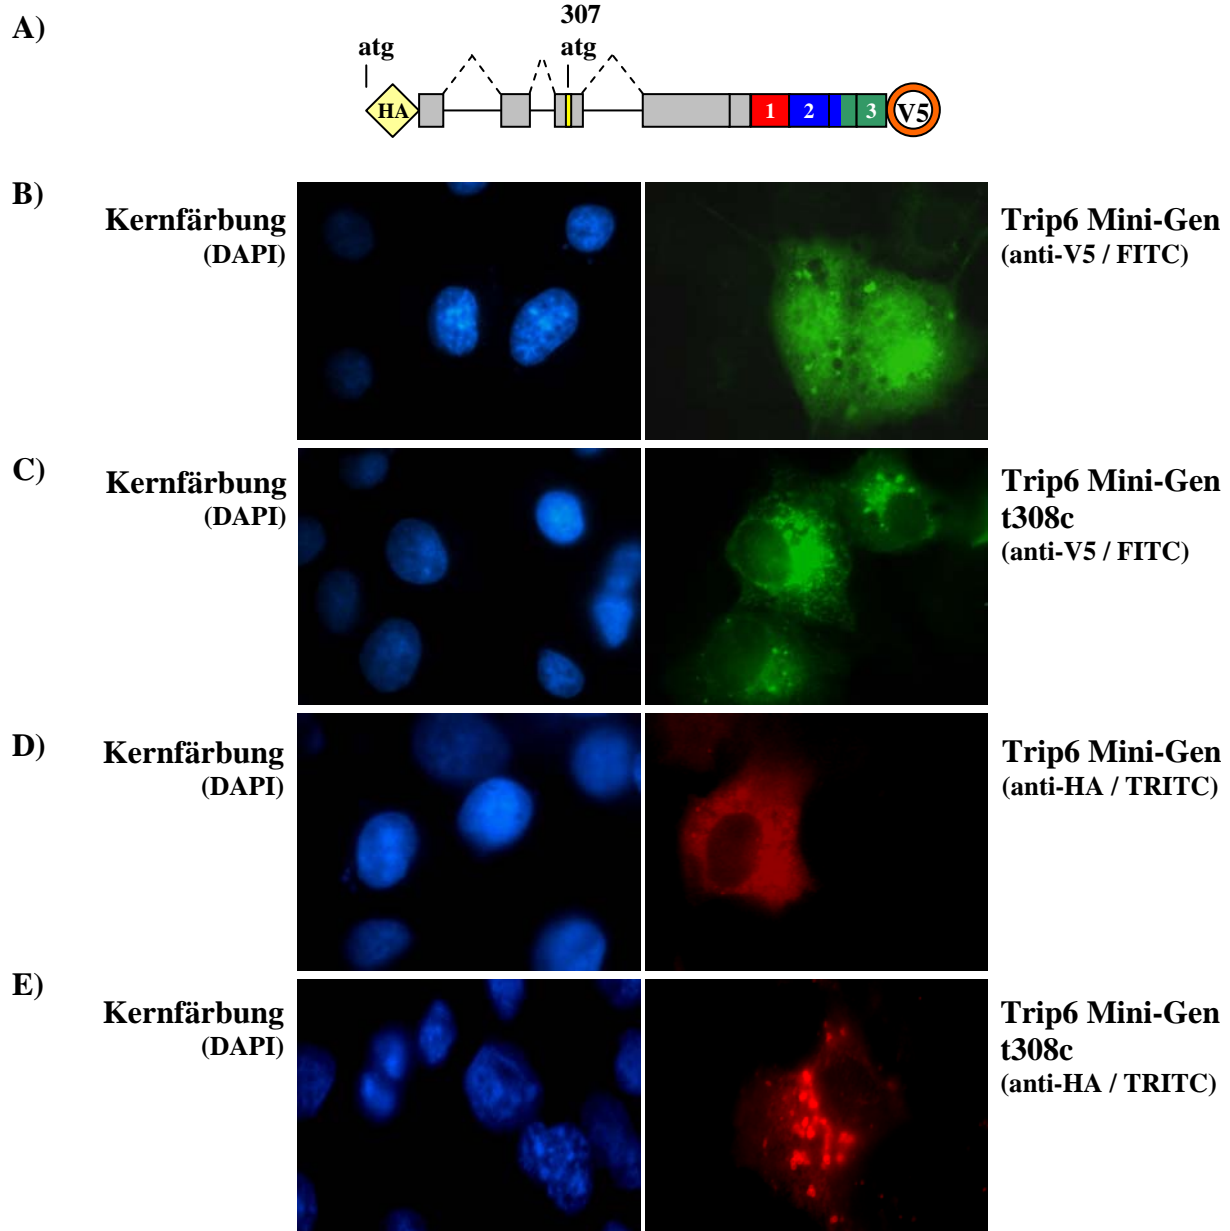 A)
307
atg
atg
HA
1
2
3
V5
B)
Kernfärbung
(DAPI)
Trip6 Mini-Gen
(anti-V5 / FITC)
C)
Kernfärbung
(DAPI)
Trip6 Mini-Gen
t308c
(anti-V5 / FITC)
D)
Kernfärbung
(DAPI)
Trip6 Mini-Gen
(anti-HA / TRITC)
E)
Kernfärbung
(DAPI)
Trip6 Mini-Gen
t308c
(anti-HA / TRITC)